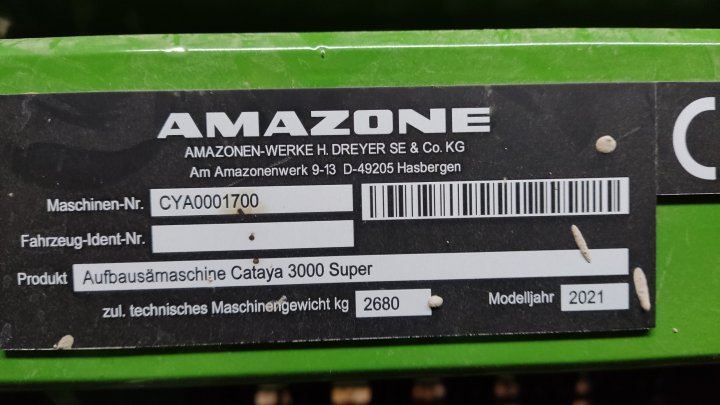 AMAZONE
AMAZONEN-WERKE H. DREYER SE & Co. KG
Am Amazonenwerk 9-13 D-49205 Hasbergen
Maschinen-Nr. CYA0001700
Fahrzeug-Ident-Nr.
Produkt Aufbausämaschine Cataya 3000 Super
zul. technisches Maschinengewicht kg 2680 Modelljahr 2021